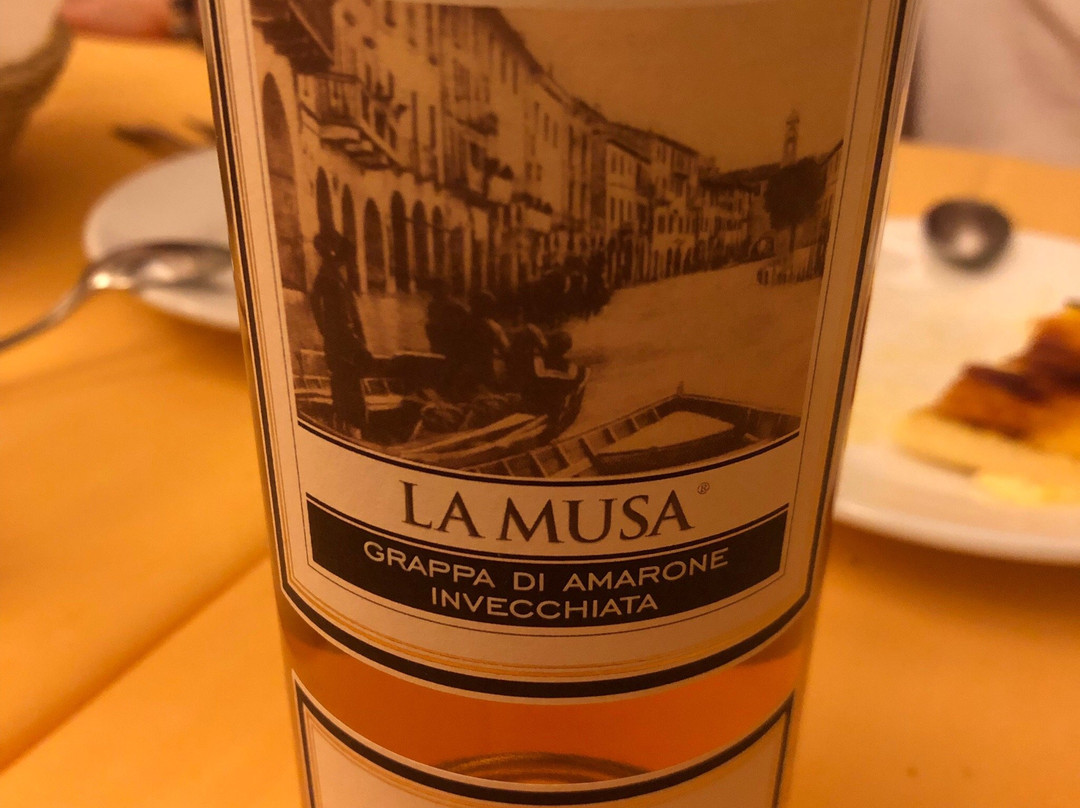 LA MUSA®
GRAPPA DI AMARONE
INVECCHIATA